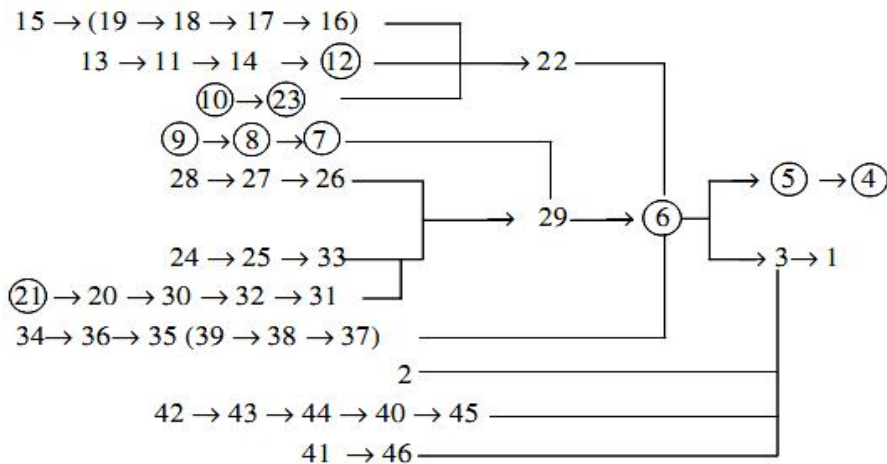 15 → (19 → 18 → 17 → 16)
13 → 11 → 14 → 12 → 22
10 → 23
9 → 8 → 7
28 → 27 → 26
5 → 4
29 → 6
24 → 25 → 33
3 → 1
21 → 20 → 30 → 32 → 31
34 → 36 → 35 (39 → 38 → 37)
2
42 → 43 → 44 → 40 → 45
41 → 46